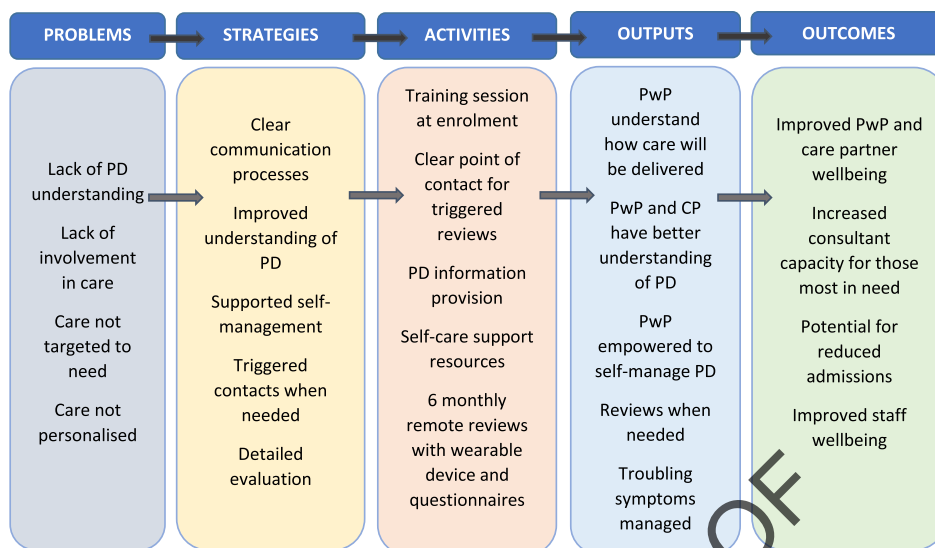 PROBLEMS
STRATEGIES
ACTIVITIES
OUTPUTS
OUTCOMES
Lack of PD
understanding
Lack of
involvement
in care
Care not
targeted to
need
Care not
personalised
Clear
communication
processes
Improved
understanding of
PD
Supported self-
management
Triggered
contacts when
needed
Detailed
evaluation
Training session
at enrolment
Clear point of
contact for
triggered
reviews
PD information
provision
Self-care support
resources
6 monthly
remote reviews
with wearable
device and
questionnaires
PwP
understand
how care will
be delivered
PwP and CP
have better
understanding
of PD
PwP
empowered to
self-manage PD
Reviews when
needed
Troubling
symptoms
managed
Improved PwP and
care partner
wellbeing
Increased
consultant
capacity for those
most in need
Potential for
reduced
admissions
Improved staff
wellbeing
OF